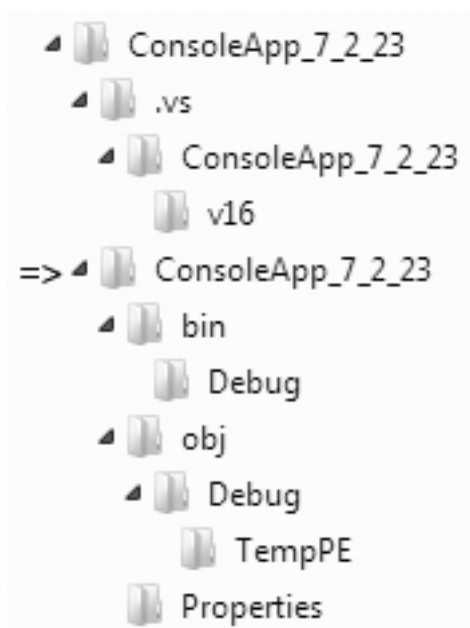 ConsoleApp_7_2_23
.vs
ConsoleApp_7_2_23
v16
=> ConsoleApp_7_2_23
bin
Debug
obj
Debug
TempPE
Properties